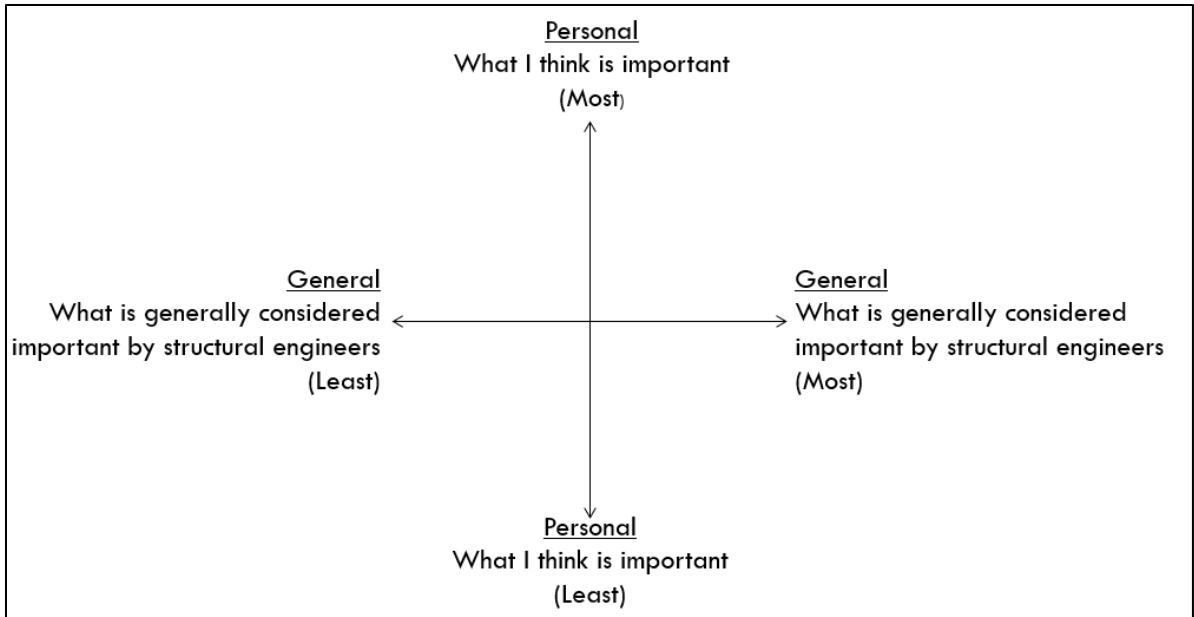 Personal
What I think is important
(Most)
General
What is generally considered
important by structural engineers
(Least)
General
What is generally considered
important by structural engineers
(Most)
Personal
What I think is important
(Least)